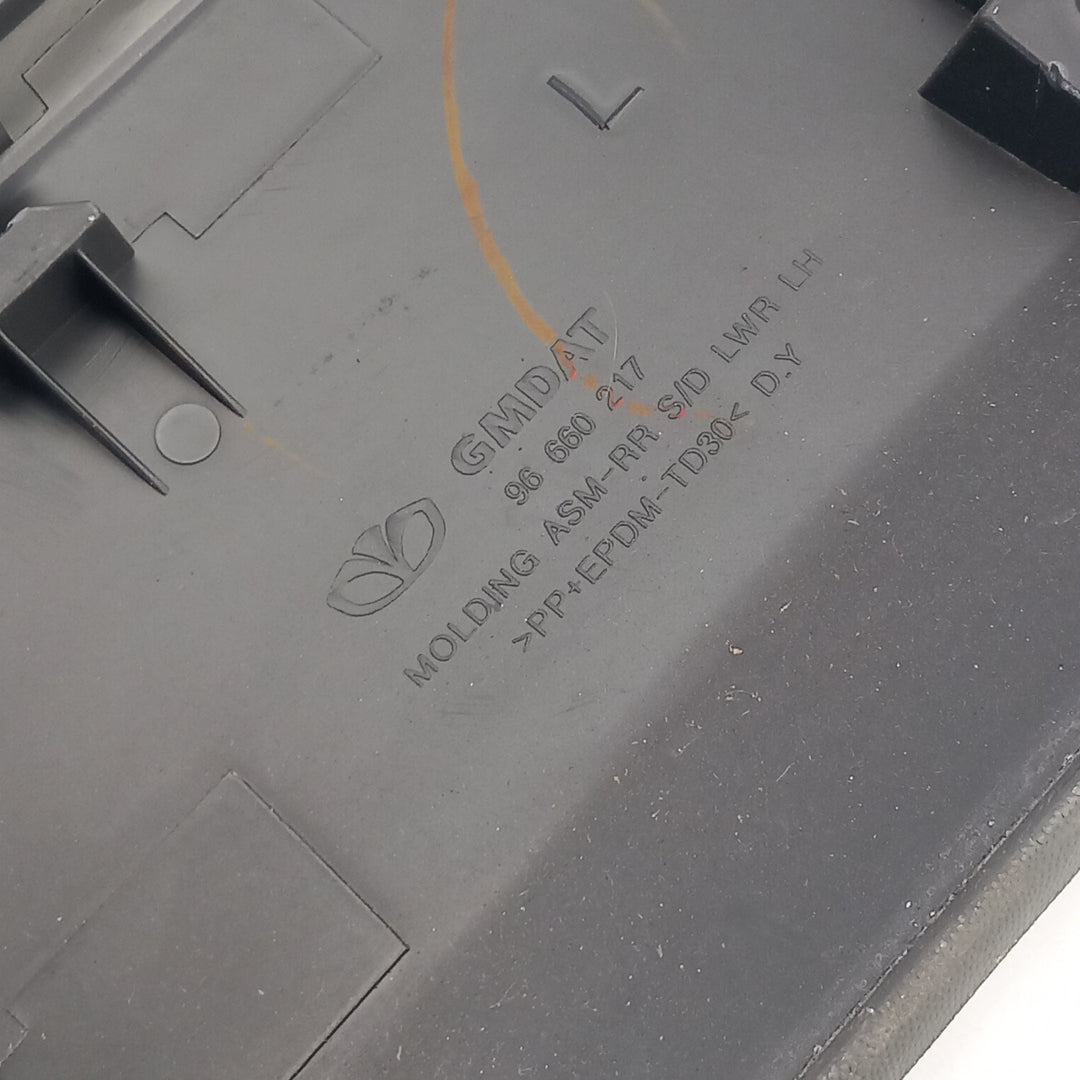 L
GMDAT
96 660 217
MOLDING ASM-RR S/D LWR LH
>PP+EPDM-TD30< D.Y